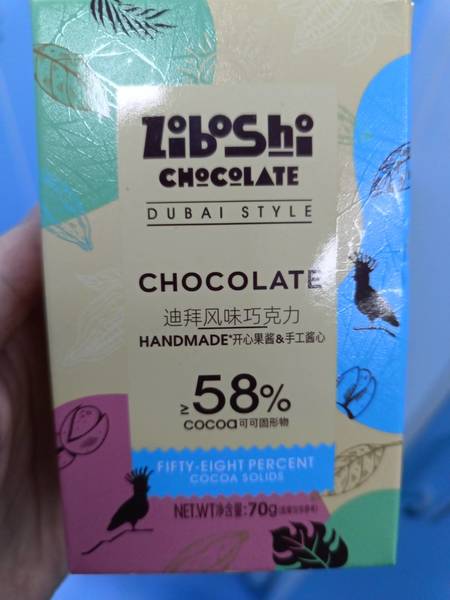 ZiboShi
CHOCOLATE
DUBAI STYLE
CHOCOLATE
迪拜风味巧克力
HANDMADE*开心果酱&手工酱心
≥58%
cocoa可可固形物
FIFTY-EIGHT PERCENT
COCOA SOLIDS
NET.WT净含量:70g